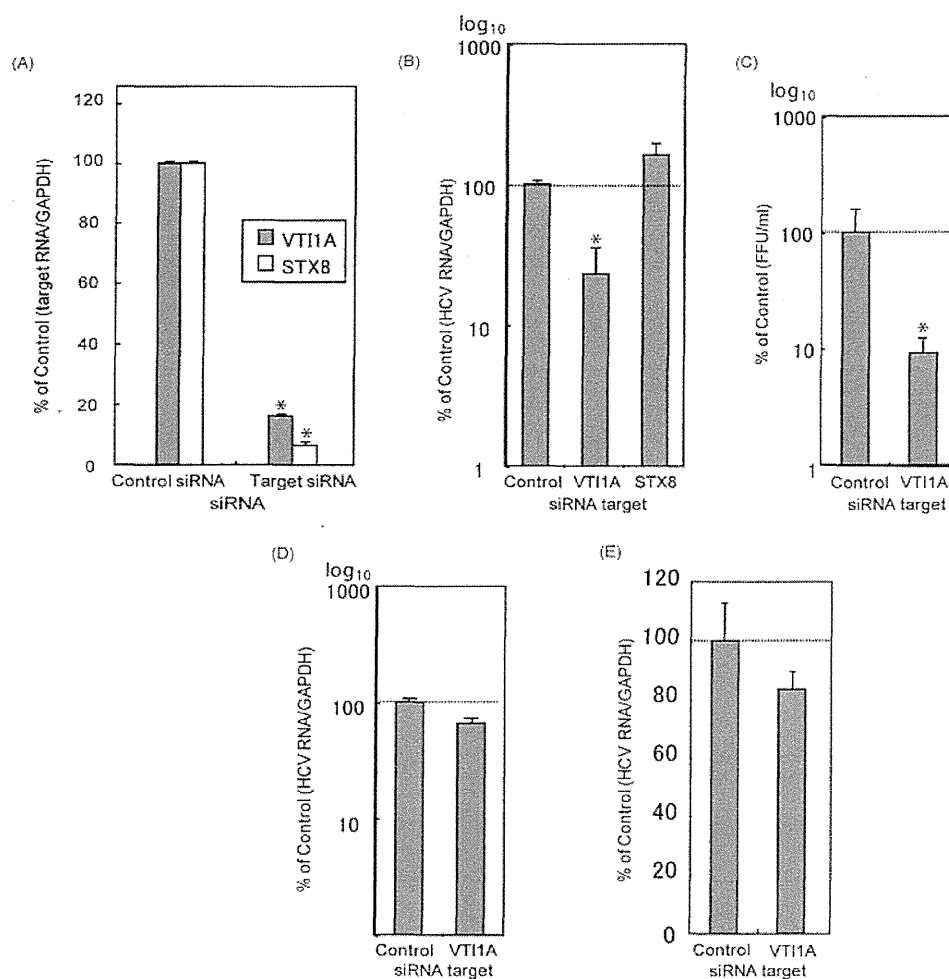 (A)
% of Control (target RNA/GAPDH)
120
100
80
60
40
20
0
VTI1A
STX8
*
*
Control siRNA Target siRNA
siRNA
(B)
log10
% of Control (HCV RNA/GAPDH)
1000
100
10
1
*
Control VTI1A STX8
siRNA target
(C)
log10
% of Control (FFU/ml)
1000
100
10
1
*
Control VTI1A
siRNA target
(D)
log10
% of Control (HCV RNA/GAPDH)
1000
100
10
Control VTI1A
siRNA target
(E)
% of Control (HCV RNA/GAPDH)
120
100
80
60
40
20
0
Control VTI1A
siRNA target